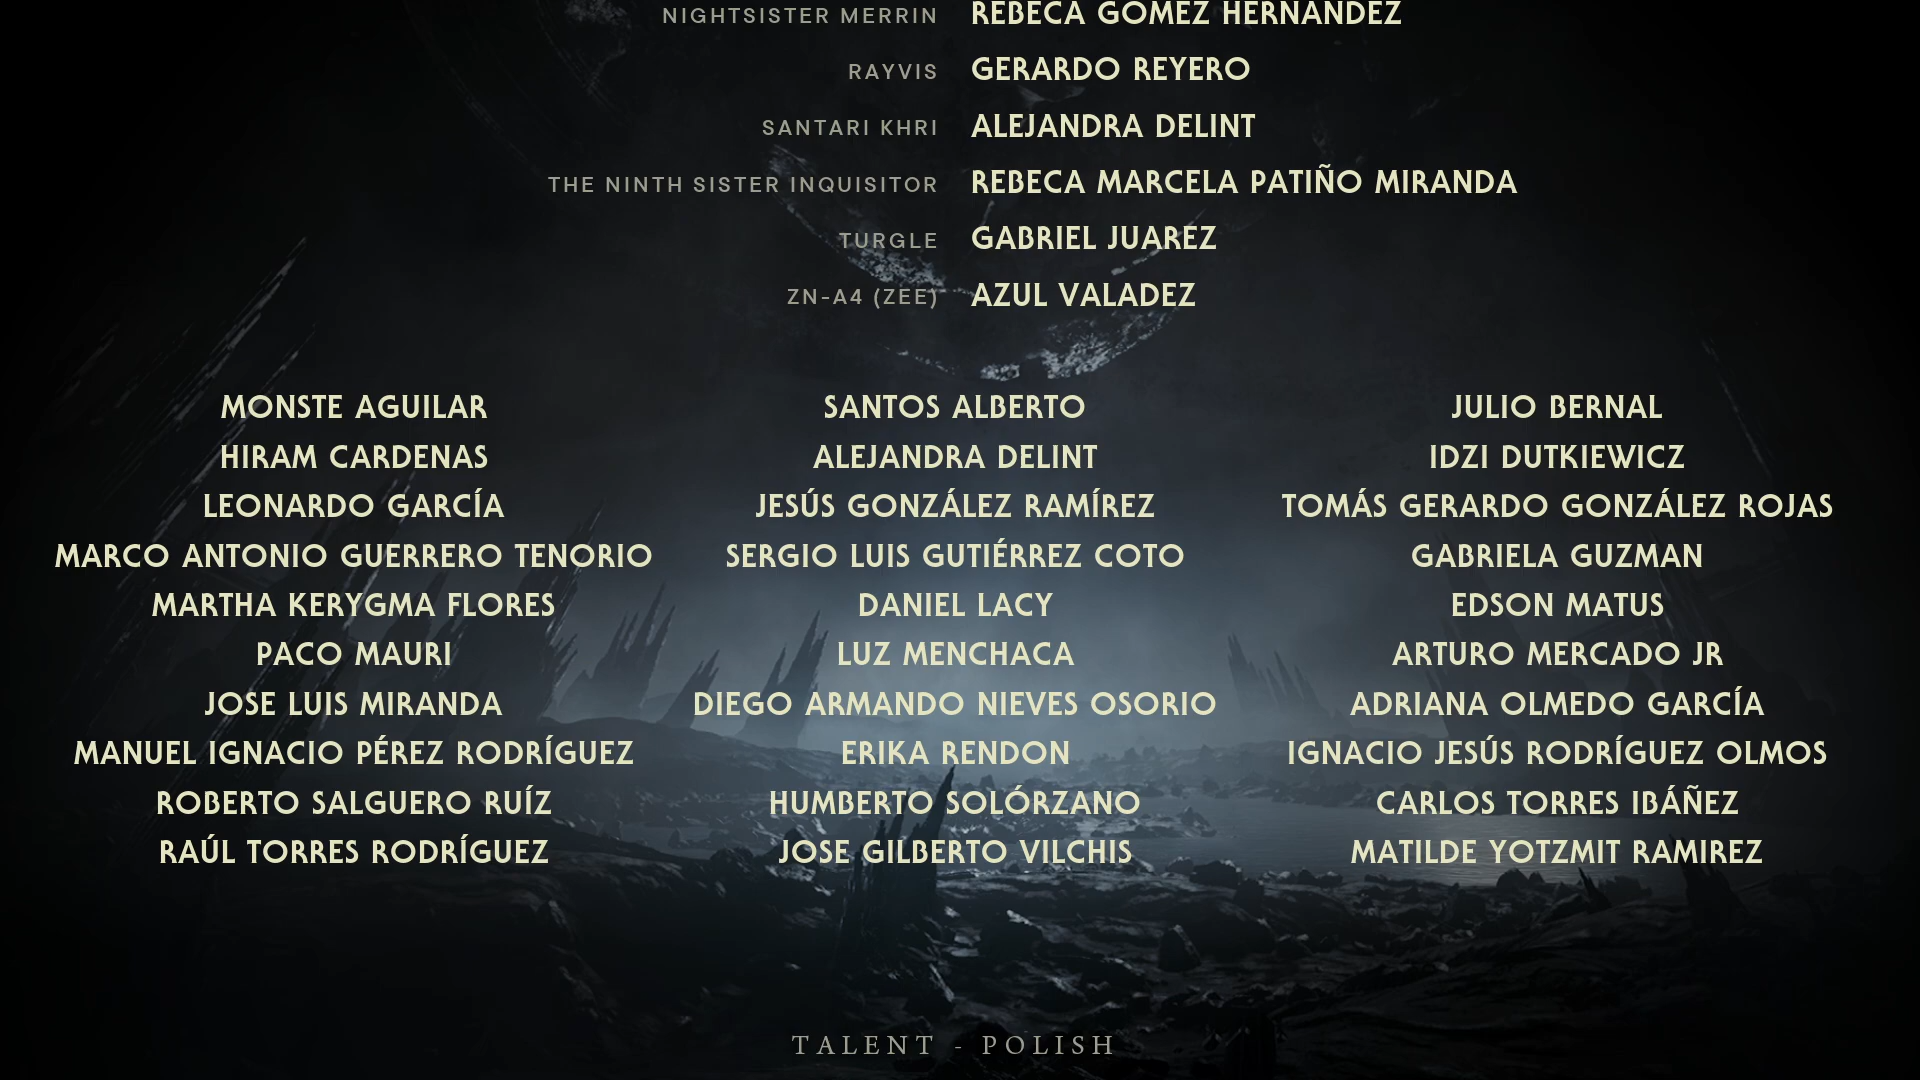 NIGHTSISTER MERRIN REBECA GÓMEZ HERNÁNDEZ
RAYVIS GERARDO REYERO
SANTARI KHRI ALEJANDRA DELINT
THE NINTH SISTER INQUISITOR REBECA MARCELA PATIÑO MIRANDA
TURGLE GABRIEL JUAREZ
ZN-A4 (ZEE) AZUL VALADEZ
MONSTE AGUILAR SANTOS ALBERTO JULIO BERNAL
HIRAM CARDENAS ALEJANDRA DELINT IDZI DUTKIEWICZ
LEONARDO GARCÍA JESÚS GONZÁLEZ RAMÍREZ TOMÁS GERARDO GONZÁLEZ ROJAS
MARCO ANTONIO GUERRERO TENORIO SERGIO LUIS GUTIÉRREZ COTO GABRIELA GUZMAN
MARTHA KERYGMA FLORES DANIEL LACY EDSON MATUS
PACO MAURI LUZ MENCHACA ARTURO MERCADO JR
JOSE LUIS MIRANDA DIEGO ARMANDO NIEVES OSORIO ADRIANA OLMEDO GARCÍA
MANUEL IGNACIO PÉREZ RODRÍGUEZ ERIKA RENDON IGNACIO JESÚS RODRÍGUEZ OLMOS
ROBERTO SALGUERO RUÍZ HUMBERTO SOLÓRZANO CARLOS TORRES IBÁÑEZ
RAÚL TORRES RODRÍGUEZ JOSE GILBERTO VILCHIS MATILDE YOTZMIT RAMIREZ
TALENT - POLISH